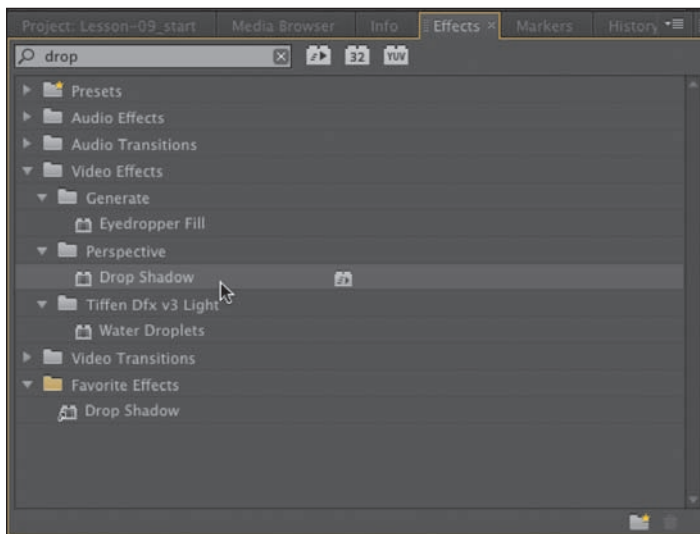 Project: Lesson-09_start Media Browser Info Effects × Markers History
drop 32 YUV
Presets
Audio Effects
Audio Transitions
Video Effects
Generate
Eyedropper Fill
Perspective
Drop Shadow
Tiffen Dfx v3 Light
Water Droplets
Video Transitions
Favorite Effects
Drop Shadow